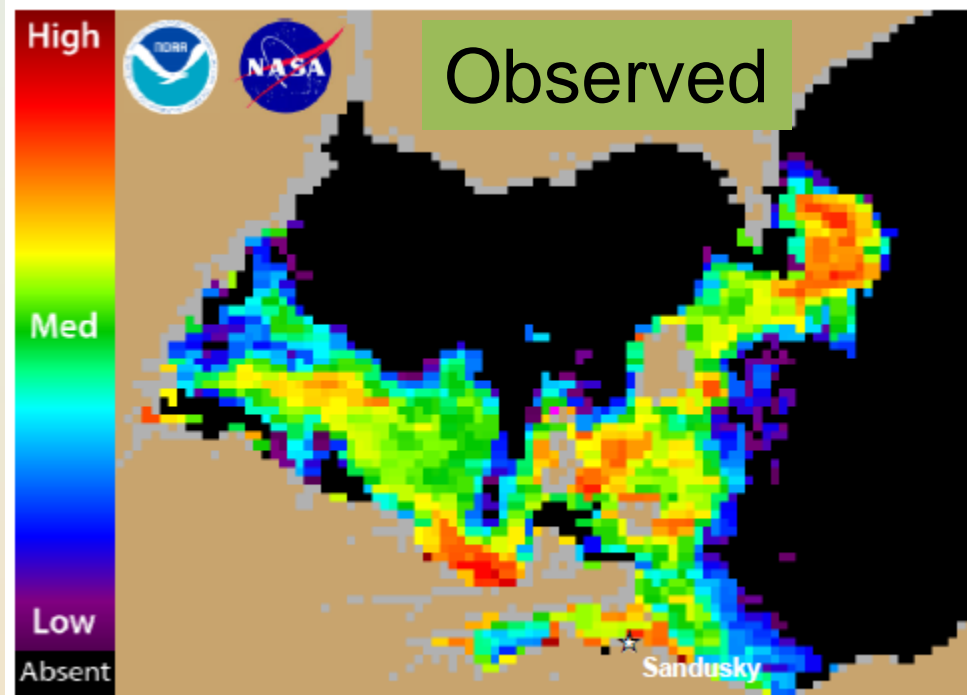 High
NOAA
NASA
Observed
Med
Low
Absent
Sandusky